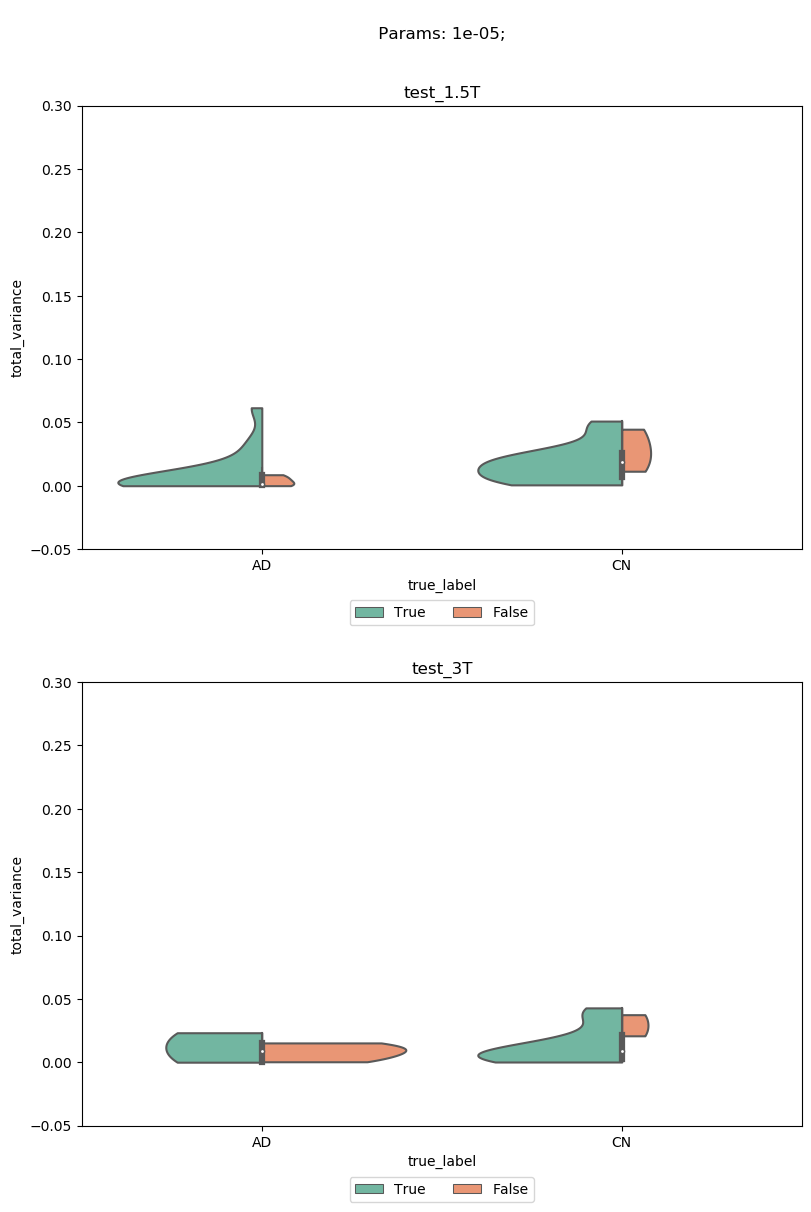 Params: 1e-05;
test_1.5T
0.30
0.25
0.20
0.15
0.10
0.05
0.00
−0.05
total_variance
AD CN
true_label
True False
test_3T
0.30
0.25
0.20
0.15
0.10
0.05
0.00
−0.05
total_variance
AD CN
true_label
True False